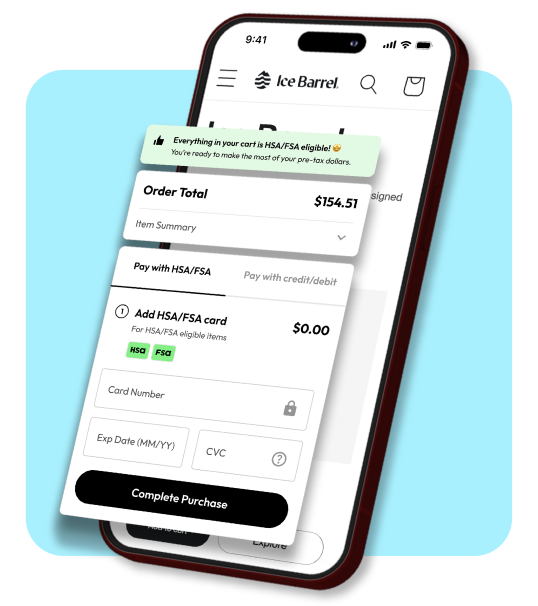 9:41
Ice Barrel
Everything in your cart is HSA/FSA eligible! 🤩
You're ready to make the most of your pre-tax dollars.
signed
Order Total $154.51
Item Summary
Pay with HSA/FSA Pay with credit/debit
1 Add HSA/FSA card $0.00
For HSA/FSA eligible items
HSA FSA
Card Number
Exp Date (MM/YY) CVC ?
Complete Purchase
Add to cart Explore